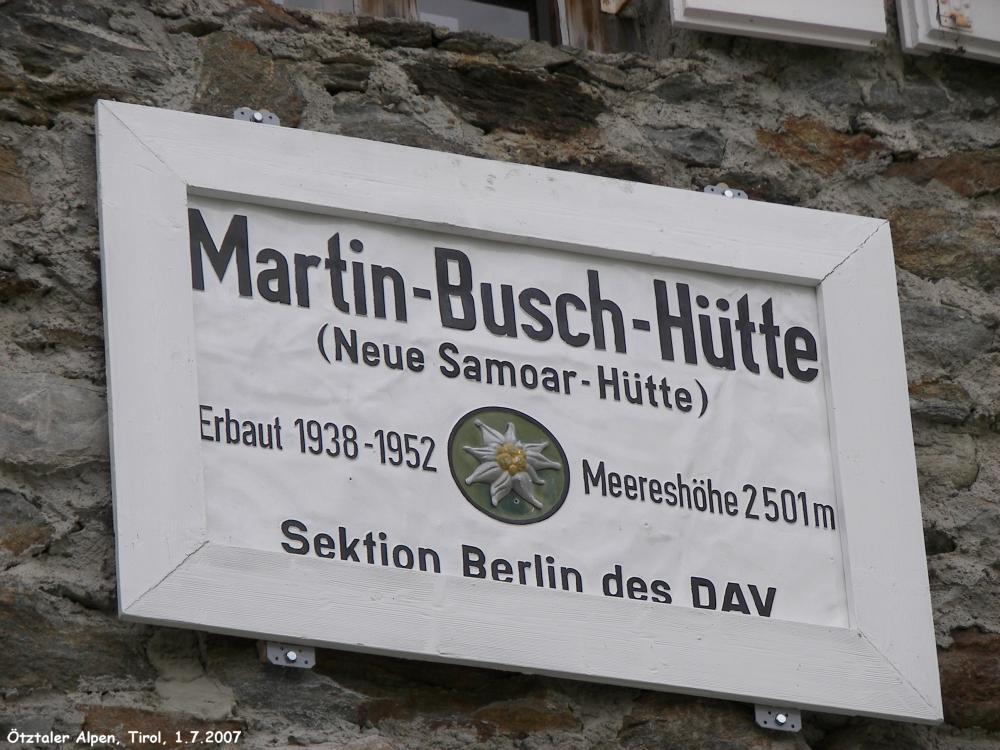 Martin-Busch-Hütte
(Neue Samoar-Hütte)
Erbaut 1938-1952
Meereshöhe 2501m
Sektion Berlin des DAV
Ötztaler Alpen, Tirol, 1.7.2007